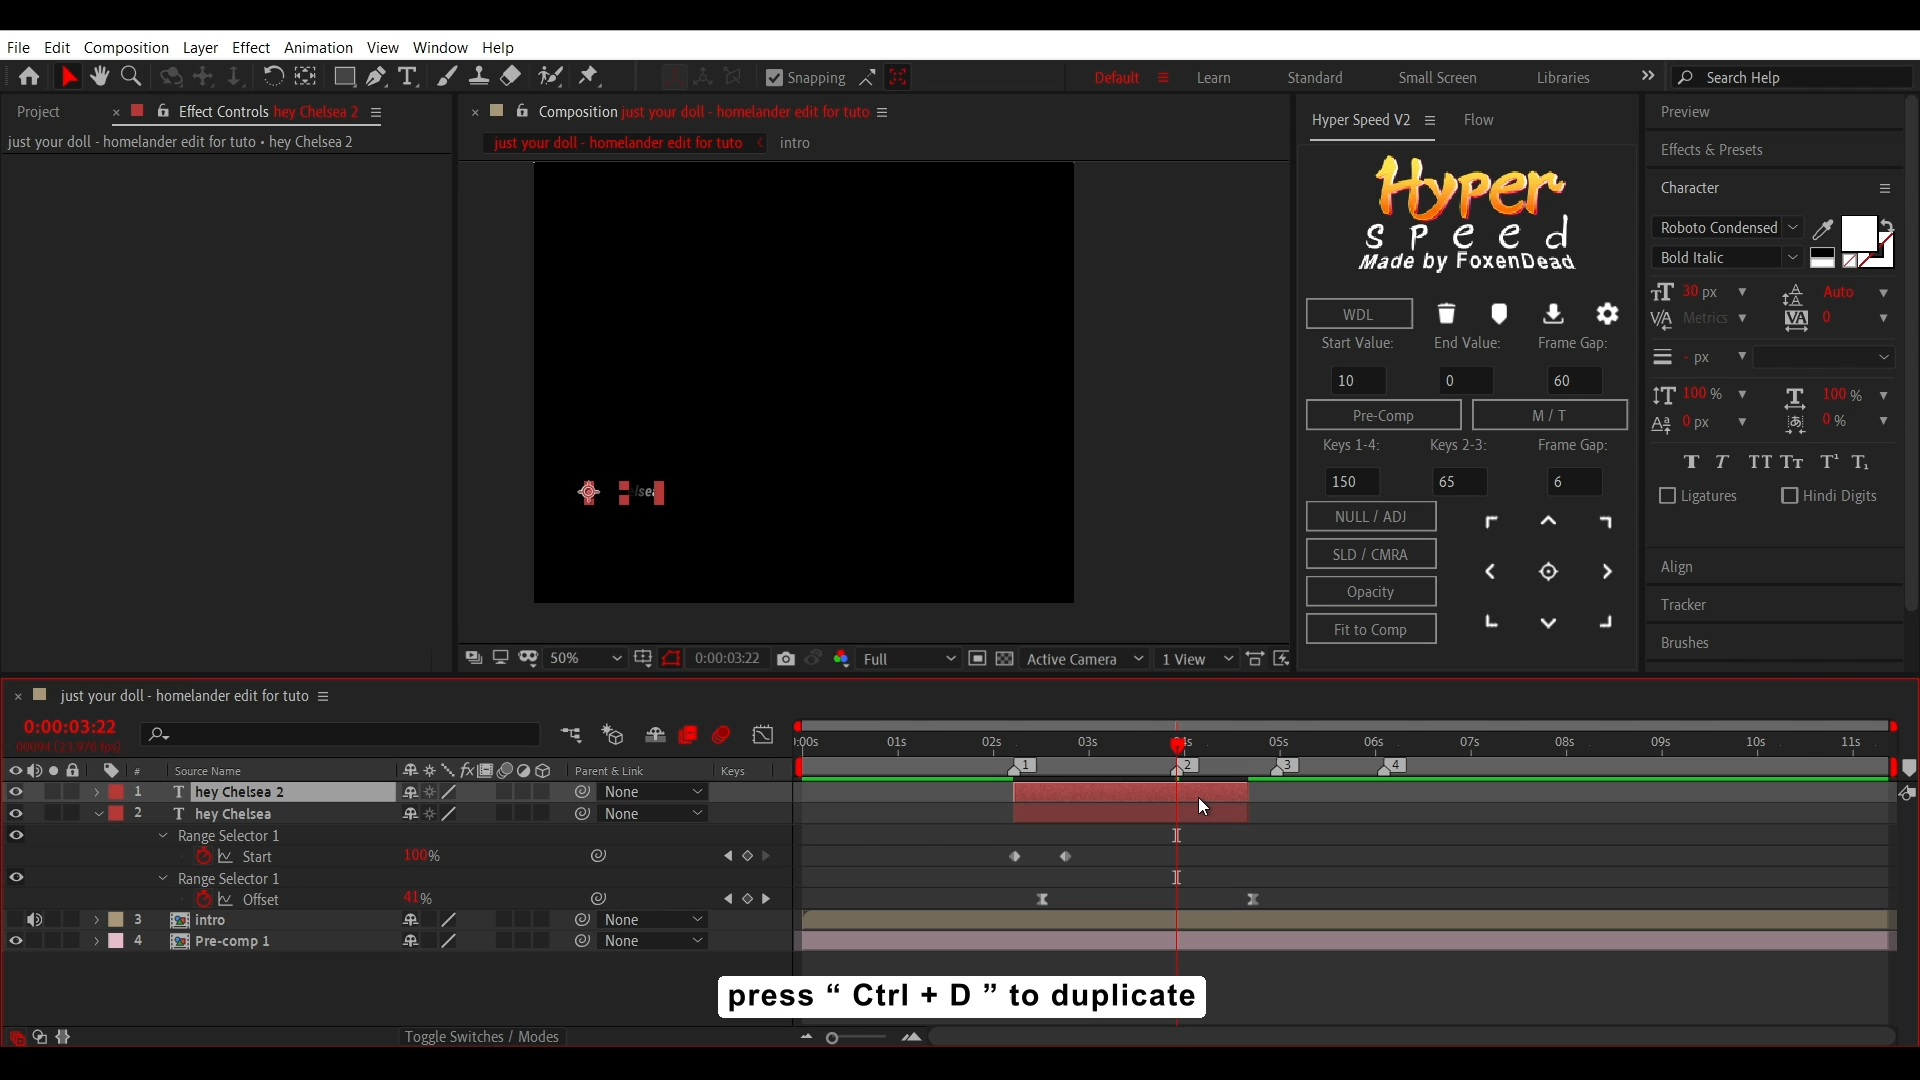 File Edit Composition Layer Effect Animation View Window Help
Snapping Default Learn Standard Small Screen Libraries Search Help
Project Effect Controls hey Chelsea 2
just your doll - homelander edit for tuto • hey Chelsea 2
Composition just your doll - homelander edit for tuto
just your doll - homelander edit for tuto intro
lsea
50% 0:00:03:22 Full Active Camera 1 View
Hyper Speed V2 Flow
Hyper
Speed
Made by FoxenDead
WDL
Start Value: End Value: Frame Gap:
10 0 60
Pre-Comp M / T
Keys 1-4: Keys 2-3: Frame Gap:
150 65 6
NULL / ADJ
SLD / CMRA
Opacity
Fit to Comp
Preview
Effects & Presets
Character
Roboto Condensed
Bold Italic
30 px Auto
Metrics 0
- px
100 % 100 %
0 px 0 %
Ligatures Hindi Digits
Align
Tracker
Brushes
just your doll - homelander edit for tuto
0:00:03:22
00094 (23.976 fps)
:00s 01s 02s 03s 04s 05s 06s 07s 08s 09s 10s 11s
1 2 3 4
# Source Name Parent & Link Keys
1 T hey Chelsea 2 None
2 T hey Chelsea None
Range Selector 1
Start 100%
Range Selector 1
Offset 41%
3 intro None
4 Pre-comp 1 None
press “ Ctrl + D ” to duplicate
Toggle Switches / Modes